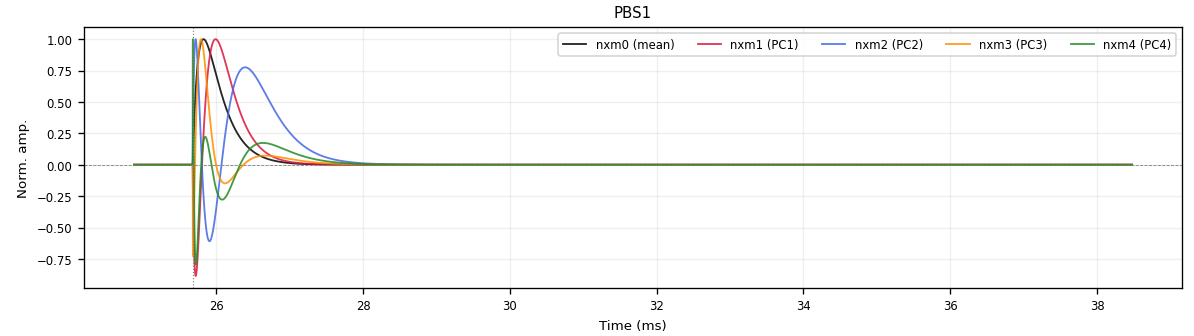 PBS1
nxm0 (mean) nxm1 (PC1) nxm2 (PC2) nxm3 (PC3) nxm4 (PC4)
Norm. amp.
1.00
0.75
0.50
0.25
0.00
−0.25
−0.50
−0.75
26 28 30 32 34 36 38
Time (ms)